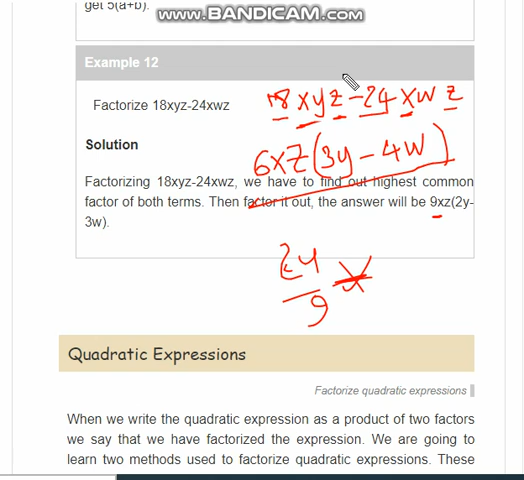 get 5(a+b).
www.BANDICAM.com
Example 12
Factorize 18xyz-24xwz
18xyz-24xwz
Solution
6xz(3y-4w)
Factorizing 18xyz-24xwz, we have to find out highest common
factor of both terms. Then factor it out, the answer will be 9xz(2y-
3w).
24
9
Quadratic Expressions
Factorize quadratic expressions
When we write the quadratic expression as a product of two factors
we say that we have factorized the expression. We are going to
learn two methods used to factorize quadratic expressions. These